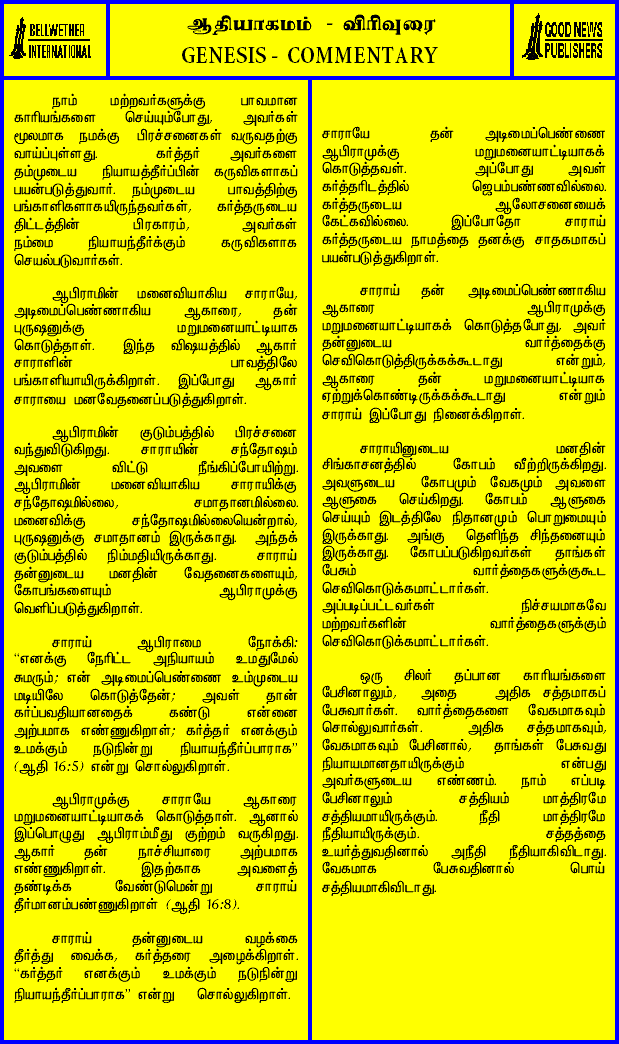 BELLWETHER
INTERNATIONAL
ஆதியாகமம் - விரிவுரை
GENESIS - COMMENTARY
GOOD NEWS
PUBLISHERS
நாம் மற்றவர்களுக்கு பாவமான
காரியங்களை செய்யும்போது, அவர்கள்
மூலமாக நமக்கு பிரச்சனைகள் வருவதற்கு
வாய்ப்புள்ளது. கர்த்தர் அவர்களை
தம்முடைய நியாயத்தீர்ப்பின் கருவிகளாகப்
பயன்படுத்துவார். நம்முடைய பாவத்திற்கு
பங்காளிகளாகயிருந்தவர்கள், கர்த்தருடைய
திட்டத்தின் பிரகாரம், அவர்கள்
நம்மை நியாயந்தீர்க்கும் கருவிகளாக
செயல்படுவார்கள்.
ஆபிராமின் மனைவியாகிய சாராயே,
அடிமைப்பெண்ணாகிய ஆகாரை, தன்
புருஷனுக்கு மறுமனையாட்டியாக
கொடுத்தாள். இந்த விஷயத்தில் ஆகார்
சாராளின் பாவத்திலே
பங்காளியாயிருக்கிறாள். இப்போது ஆகார்
சாராயை மனவேதனைப்படுத்துகிறாள்.
ஆபிராமின் குடும்பத்தில் பிரச்சனை
வந்துவிடுகிறது. சாராயின் சந்தோஷம்
அவளை விட்டு நீங்கிப்போயிற்று.
ஆபிராமின் மனைவியாகிய சாராயிக்கு
சந்தோஷமில்லை, சமாதானமில்லை.
மனைவிக்கு சந்தோஷமில்லையென்றால்,
புருஷனுக்கு சமாதானம் இருக்காது. அந்தக்
குடும்பத்தில் நிம்மதியிருக்காது. சாராய்
தன்னுடைய மனதின் வேதனைகளையும்,
கோபங்களையும் ஆபிராமுக்கு
வெளிப்படுத்துகிறாள்.
சாராய் ஆபிராமை நோக்கி:
“எனக்கு நேரிட்ட அநியாயம் உமதுமேல்
சுமரும்; என் அடிமைப்பெண்ணை உம்முடைய
மடியிலே கொடுத்தேன்; அவள் தான்
கர்ப்பவதியானதைக் கண்டு என்னை
அற்பமாக எண்ணுகிறாள்; கர்த்தர் எனக்கும்
உமக்கும் நடுநின்று நியாயந்தீர்ப்பாராக”
(ஆதி 16:5) என்று சொல்லுகிறாள்.
ஆபிராமுக்கு சாராயே ஆகாரை
மறுமனையாட்டியாகக் கொடுத்தாள். ஆனால்
இப்பொழுது ஆபிராம்மீது குற்றம் வருகிறது.
ஆகார் தன் நாச்சியாரை அற்பமாக
எண்ணுகிறாள். இதற்காக அவளைத்
தண்டிக்க வேண்டுமென்று சாராய்
தீர்மானம்பண்ணுகிறாள் (ஆதி 16:8).
சாராய் தன்னுடைய வழக்கை
தீர்த்து வைக்க, கர்த்தரை அழைக்கிறாள்.
“கர்த்தர் எனக்கும் உமக்கும் நடுநின்று
நியாயந்தீர்ப்பாராக” என்று சொல்லுகிறாள்.
சாராயே தன் அடிமைப்பெண்ணை
ஆபிராமுக்கு மறுமனையாட்டியாகக்
கொடுத்தவள். அப்போது அவள்
கர்த்தரிடத்தில் ஜெபம்பண்ணவில்லை.
கர்த்தருடைய ஆலோசனையைக்
கேட்கவில்லை. இப்போதோ சாராய்
கர்த்தருடைய நாமத்தை தனக்கு சாதகமாகப்
பயன்படுத்துகிறாள்.
சாராய் தன் அடிமைப்பெண்ணாகிய
ஆகாரை ஆபிராமுக்கு
மறுமனையாட்டியாகக் கொடுத்தபோது, அவர்
தன்னுடைய வார்த்தைக்கு
செவிகொடுத்திருக்கக்கூடாது என்றும்,
ஆகாரை தன் மறுமனையாட்டியாக
ஏற்றுக்கொண்டிருக்கக்கூடாது என்றும்
சாராய் இப்போது நினைக்கிறாள்.
சாராயினுடைய மனதின்
சிங்காசனத்தில் கோபம் வீற்றிருக்கிறது.
அவளுடைய கோபமும் வேகமும் அவளை
ஆளுகை செய்கிறது. கோபம் ஆளுகை
செய்யும் இடத்திலே நிதானமும் பொறுமையும்
இருக்காது. அங்கு தெளிந்த சிந்தனையும்
இருக்காது. கோபப்படுகிறவர்கள் தாங்கள்
பேசும் வார்த்தைகளுக்குகூட
செவிகொடுக்கமாட்டார்கள்.
அப்படிப்பட்டவர்கள் நிச்சயமாகவே
மற்றவர்களின் வார்த்தைகளுக்கும்
செவிகொடுக்கமாட்டார்கள்.
ஒரு சிலர் தப்பான காரியங்களை
பேசினாலும், அதை அதிக சத்தமாகப்
பேசுவார்கள். வார்த்தைகளை வேகமாகவும்
சொல்லுவார்கள். அதிக சத்தமாகவும்,
வேகமாகவும் பேசினால், தாங்கள் பேசுவது
நியாயமானதாயிருக்கும் என்பது
அவர்களுடைய எண்ணம். நாம் எப்படி
பேசினாலும் சத்தியம் மாத்திரமே
சத்தியமாயிருக்கும். நீதி மாத்திரமே
நீதியாயிருக்கும். சத்தத்தை
உயர்த்துவதினால் அநீதி நீதியாகிவிடாது.
வேகமாக பேசுவதினால் பொய்
சத்தியமாகிவிடாது.